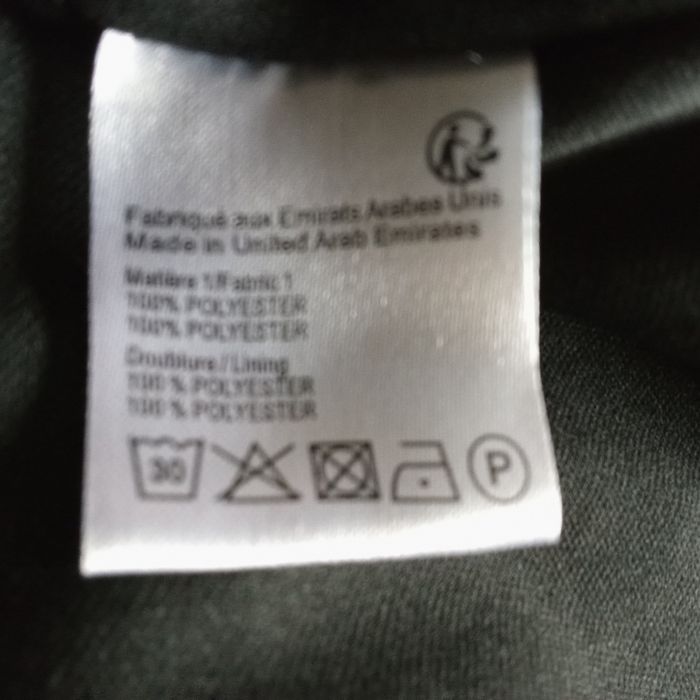 Fabriqué aux Emirats Arabes Unis
Made in United Arab Emirates
Matière 1/Fabric 1
100% POLYESTER
100% POLYESTER
Doublure / Lining
100 % POLYESTER
100 % POLYESTER
30 P